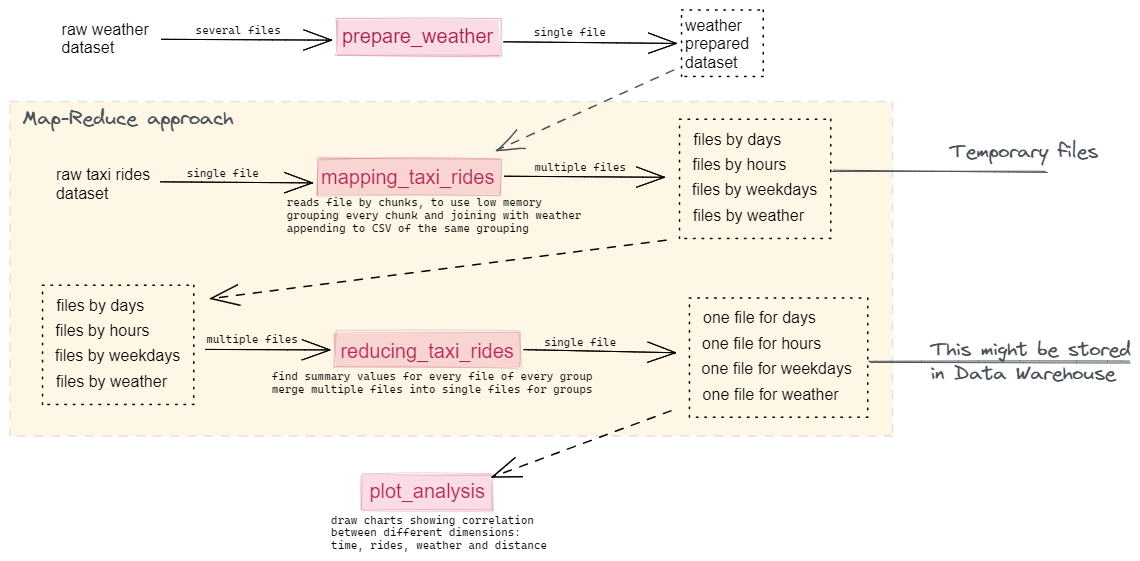 raw weather
dataset
several files
prepare_weather
single file
weather
prepared
dataset
Map-Reduce approach
raw taxi rides
dataset
single file
mapping_taxi_rides
reads file by chunks, to use low memory
grouping every chunk and joining with weather
appending to CSV of the same grouping
multiple files
files by days
files by hours
files by weekdays
files by weather
Temporary files
files by days
files by hours
files by weekdays
files by weather
multiple files
reducing_taxi_rides
find summary values for every file of every group
merge multiple files into single files for groups
single file
one file for days
one file for hours
one file for weekdays
one file for weather
This might be stored
in Data Warehouse
plot_analysis
draw charts showing correlation
between different dimensions:
time, rides, weather and distance